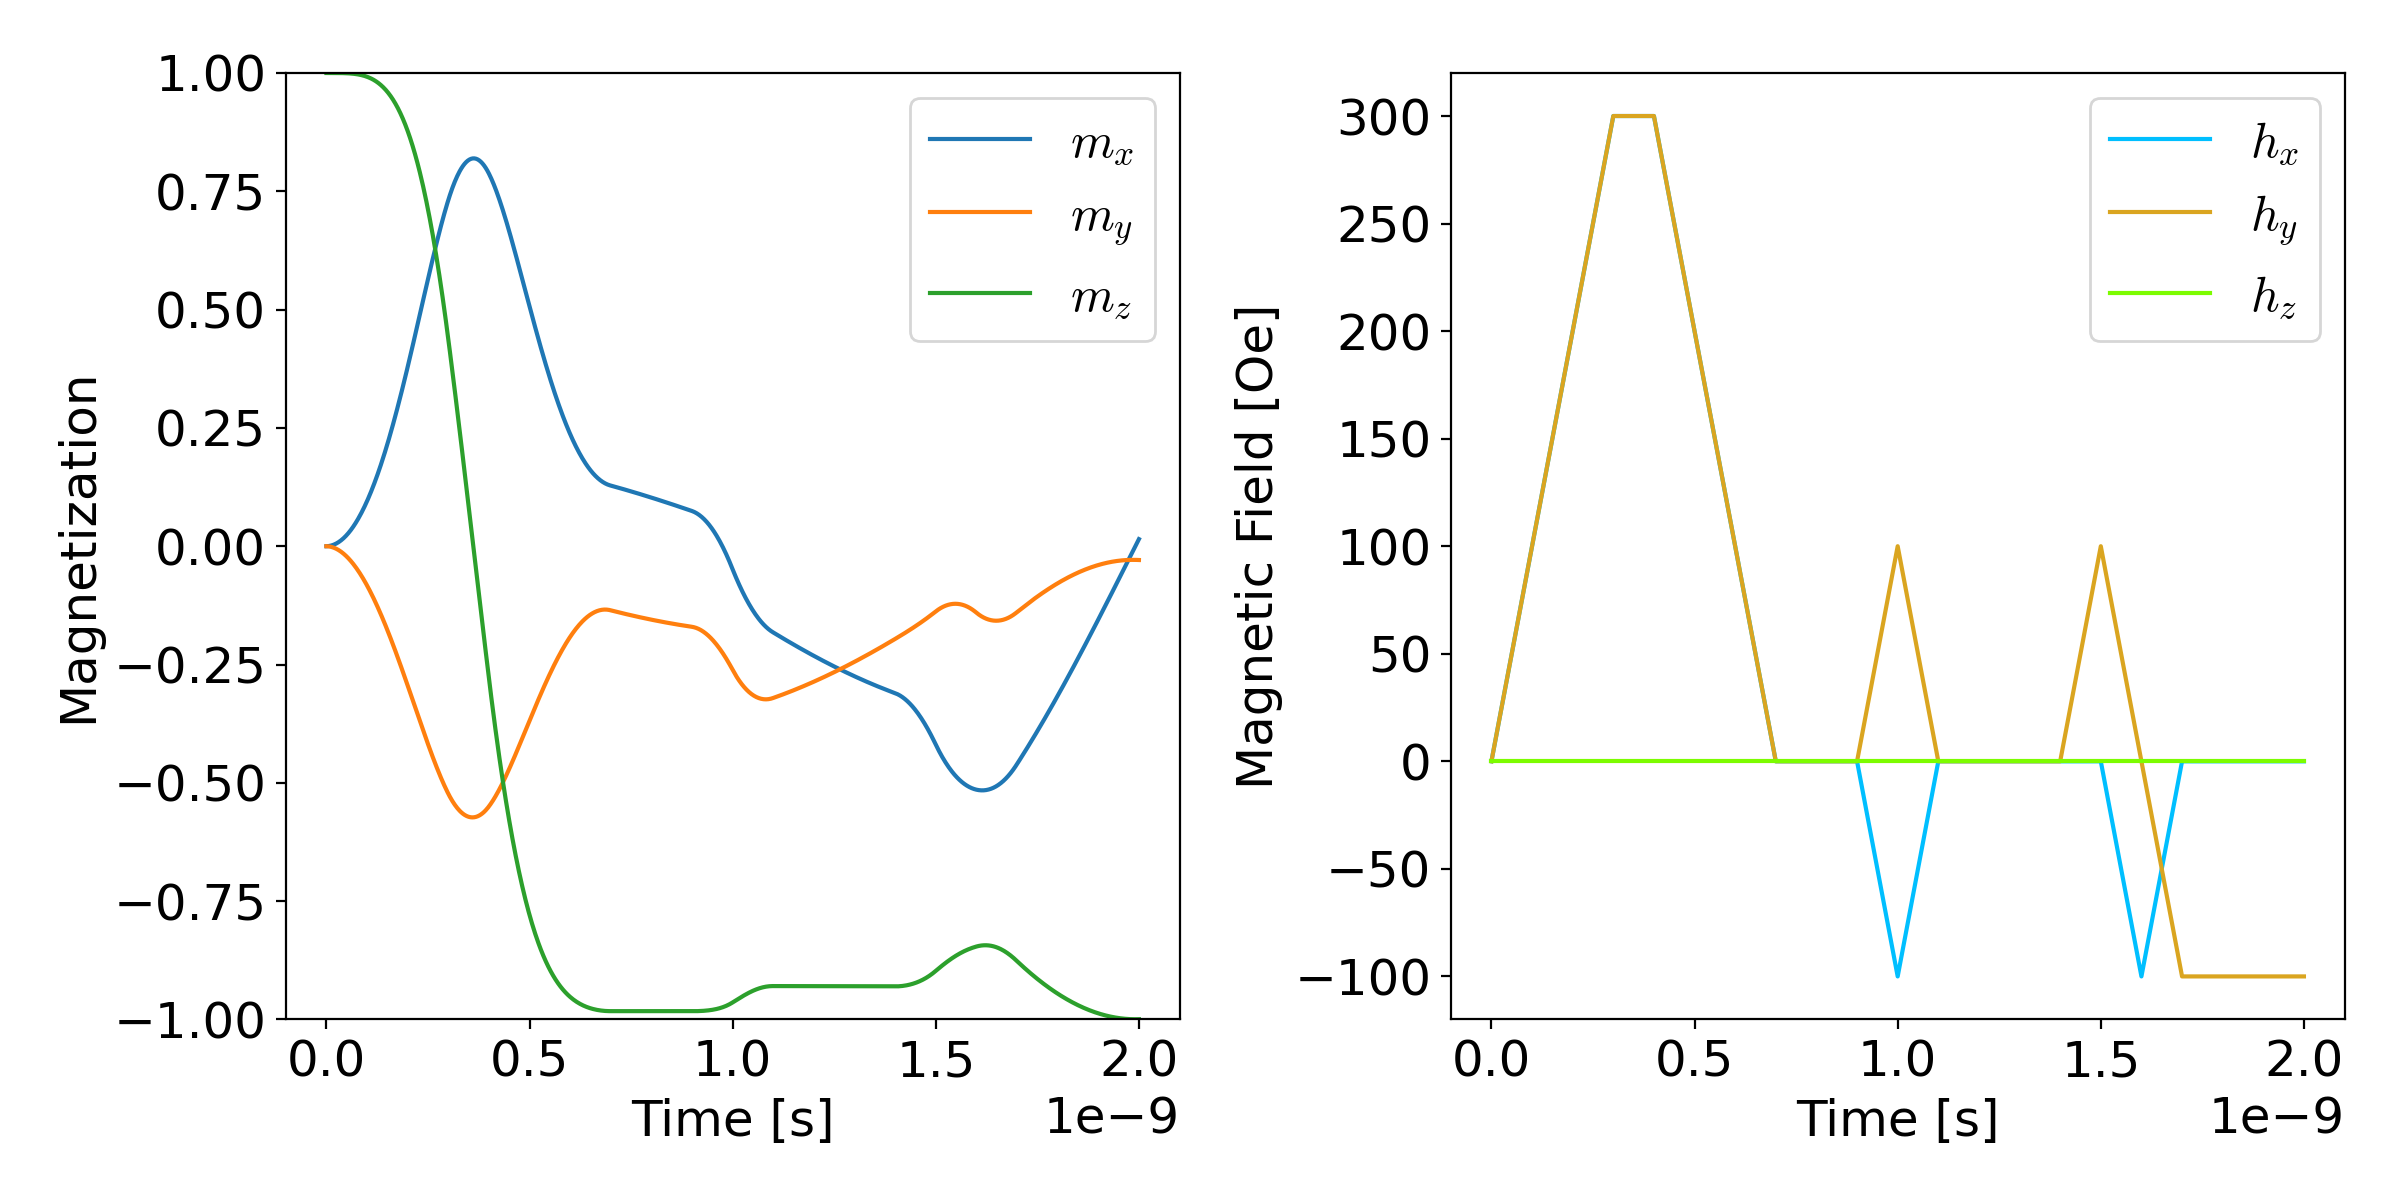 Magnetization
1.00
0.75
0.50
0.25
0.00
−0.25
−0.50
−0.75
−1.00
0.0 0.5 1.0 1.5 2.0
Time [s]
1e−9
m_x
m_y
m_z
Magnetic Field [Oe]
300
250
200
150
100
50
0
−50
−100
0.0 0.5 1.0 1.5 2.0
Time [s]
1e−9
h_x
h_y
h_z